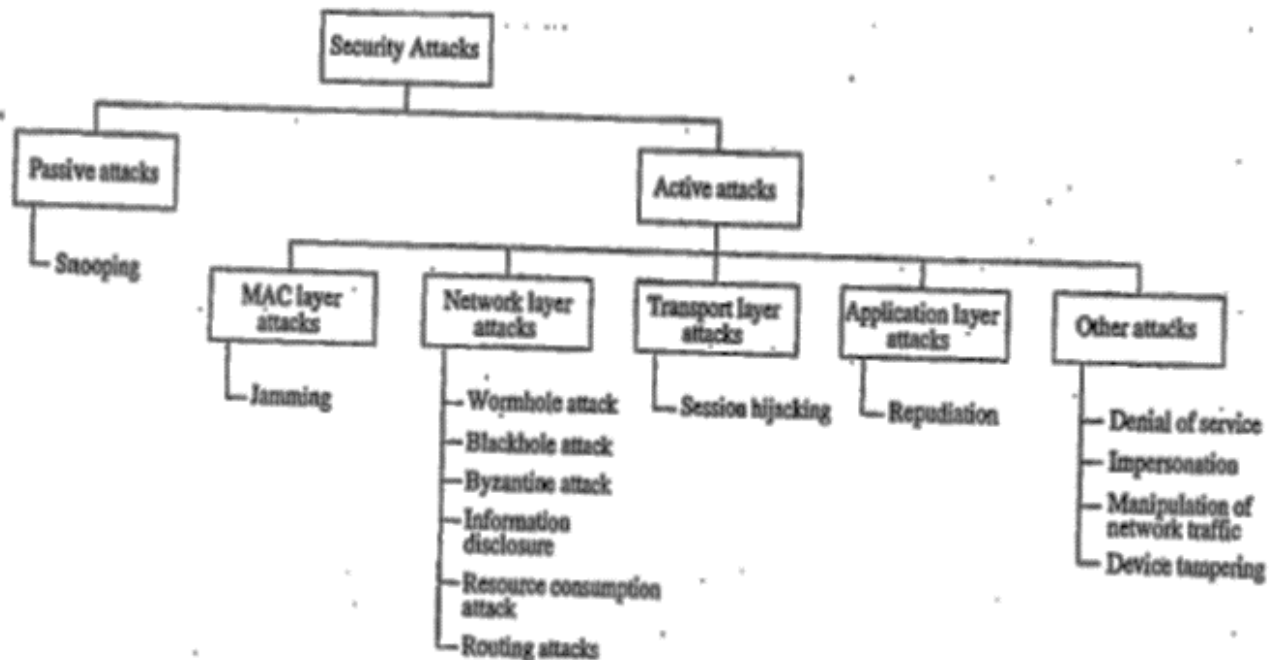 Security Attacks
Passive attacks
Active attacks
Snooping
MAC layer
attacks
Network layer
attacks
Transport layer
attacks
Application layer
attacks
Other attacks
Jamming
Wormhole attack
Blackhole attack
Byzantine attack
Information
disclosure
Resource consumption
attack
Routing attacks
Session hijacking
Repudiation
Denial of service
Impersonation
Manipulation of
network traffic
Device tampering